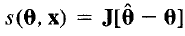 s(θ, x) = J[θ̂ − θ]